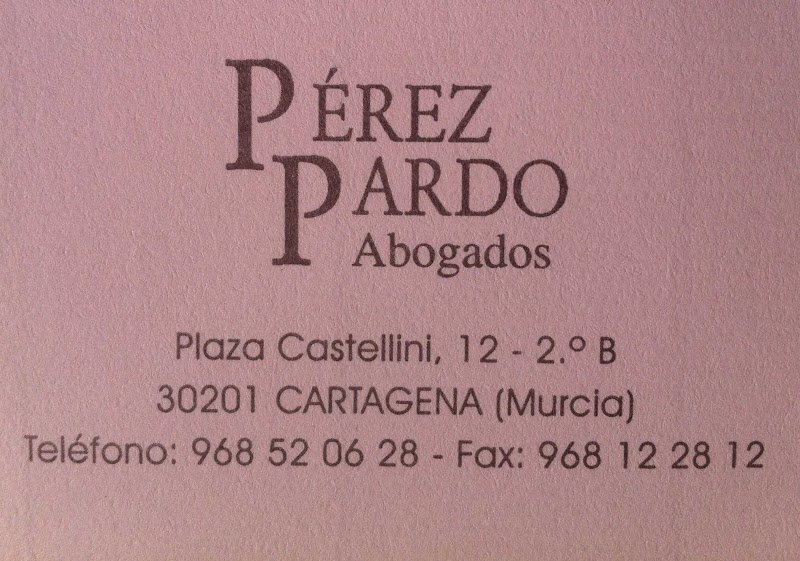 PÉREZ
PARDO
Abogados
Plaza Castellini, 12 - 2.º B
30201 CARTAGENA (Murcia)
Teléfono: 968 52 06 28 - Fax: 968 12 28 12